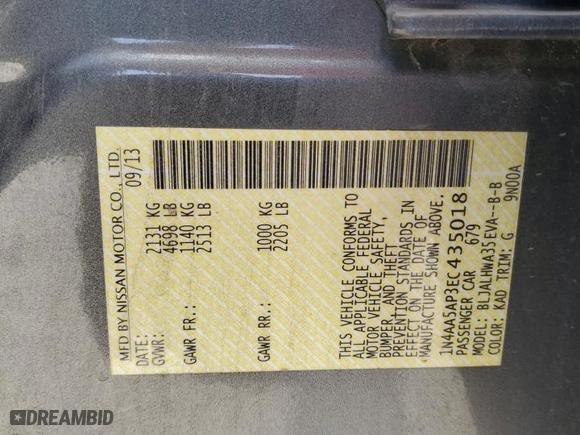 MFD BY NISSAN MOTOR CO., LTD.
DATE: 09/13
GVWR: 2131 KG
4698 LB
GAWR FR.: 1140 KG
2513 LB
GAWR RR.: 1000 KG
2205 LB
THIS VEHICLE CONFORMS TO
ALL APPLICABLE FEDERAL
MOTOR VEHICLE SAFETY,
BUMPER, AND THEFT
PREVENTION STANDARDS IN
EFFECT ON THE DATE OF
MANUFACTURE SHOWN ABOVE.
1N4AA5AP3EC435018
PASSENGER CAR 679
MODEL: BLJALHWA35EVA--B-B
COLOR: KAD TRIM: G 9N00A
© DREAMBID